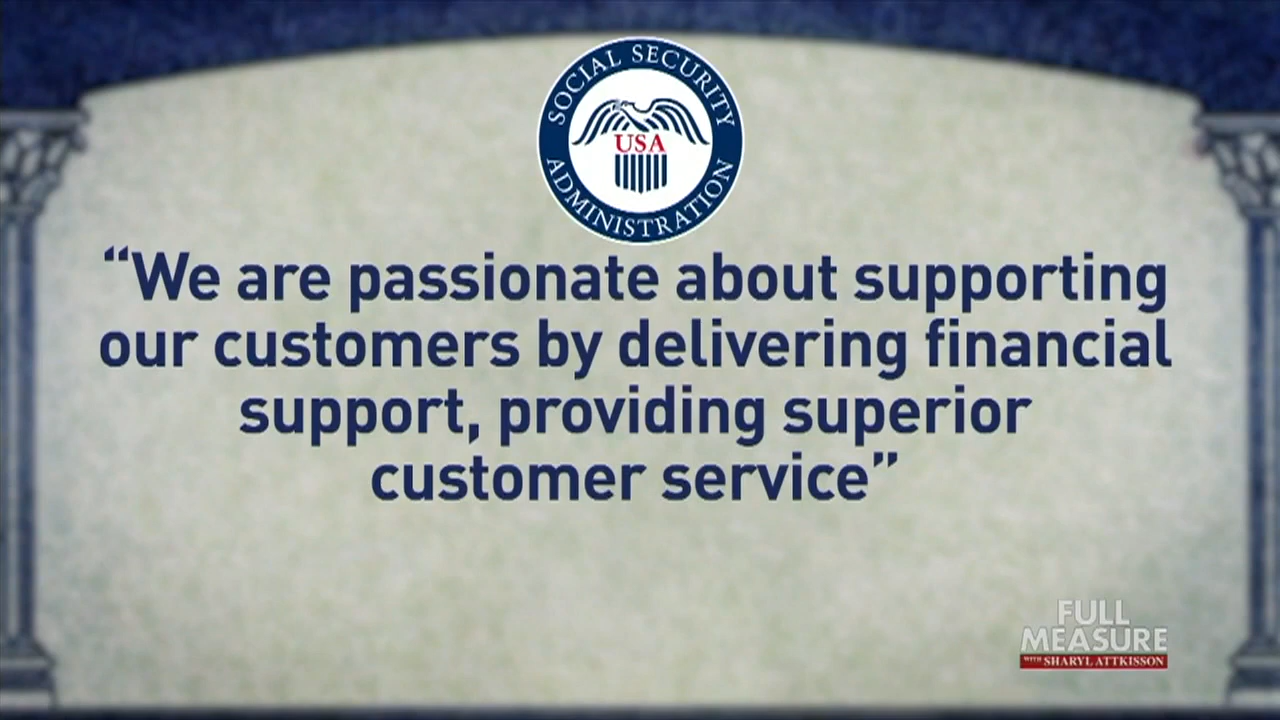 SOCIAL SECURITY
USA
ADMINISTRATION
“We are passionate about supporting
our customers by delivering financial
support, providing superior
customer service”
FULL
MEASURE
WITH SHARYL ATTKISSON